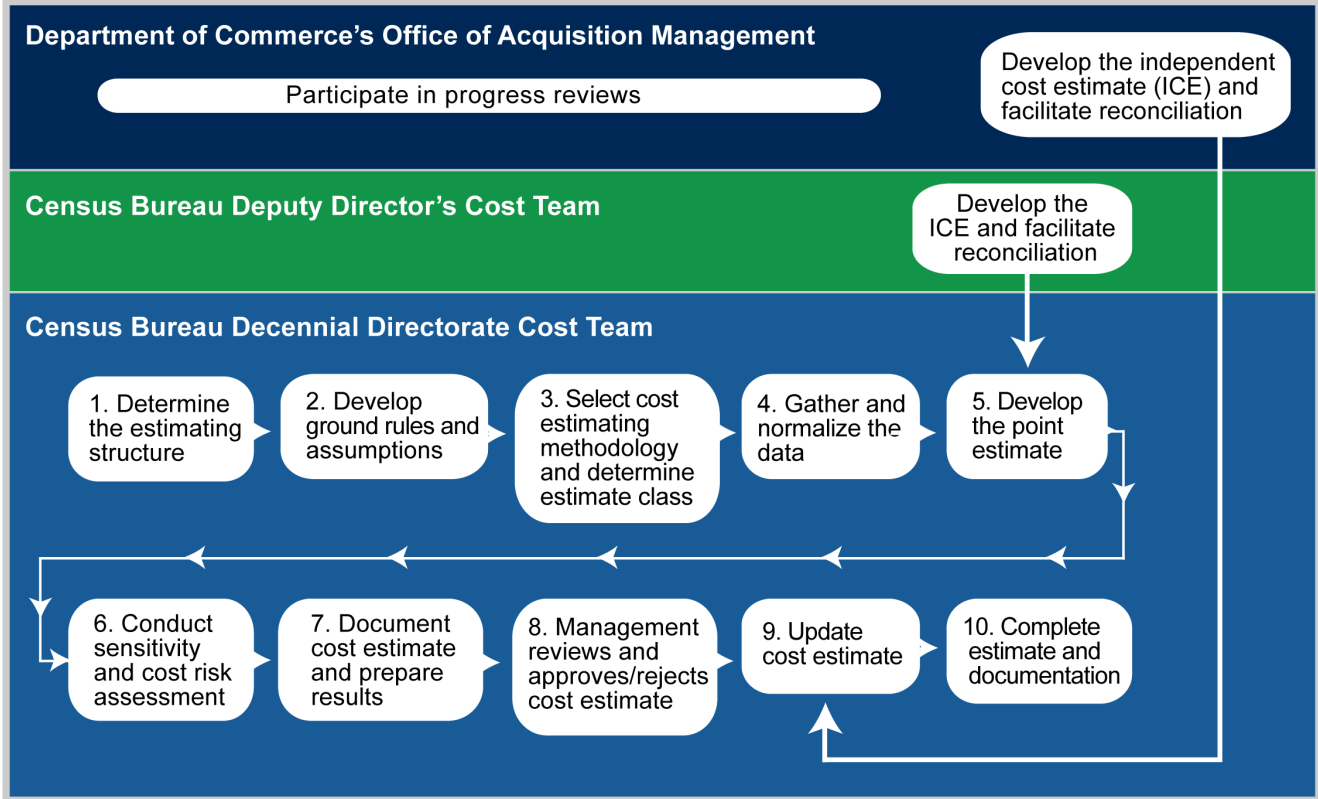 Department of Commerce’s Office of Acquisition Management
Participate in progress reviews
Develop the independent
cost estimate (ICE) and
facilitate reconciliation
Census Bureau Deputy Director’s Cost Team
Develop the
ICE and facilitate
reconciliation
Census Bureau Decennial Directorate Cost Team
1. Determine
the estimating
structure
2. Develop
ground rules and
assumptions
3. Select cost
estimating
methodology
and determine
estimate class
4. Gather and
normalize the
data
5. Develop
the point
estimate
6. Conduct
sensitivity
and cost risk
assessment
7. Document
cost estimate
and prepare
results
8. Management
reviews and
approves/rejects
cost estimate
9. Update
cost estimate
10. Complete
estimate and
documentation